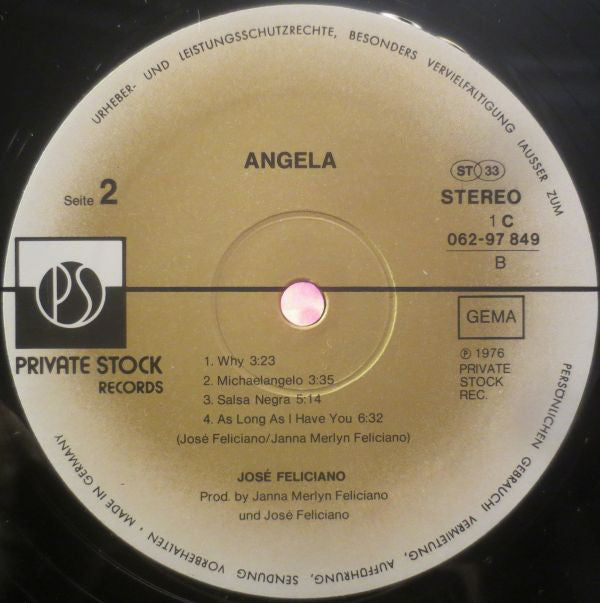 URHEBER- UND LEISTUNGSSCHUTZRECHTE, BESONDERS VERVIELFÄLTIGUNG (AUSSER ZUM
PERSÖNLICHEN GEBRAUCH) VERMIETUNG, AUFFÜHRUNG, SENDUNG VORBEHALTEN · MADE IN GERMANY
ANGELA
Seite 2
ST 33
STEREO
1 C
062-97 849
B
PS
PRIVATE STOCK
RECORDS
GEMA
℗ 1976
PRIVATE
STOCK
REC.
1. Why 3:23
2. Michaelangelo 3:35
3. Salsa Negra 5:14
4. As Long As I Have You 6:32
(José Feliciano/Janna Merlyn Feliciano)
JOSÉ FELICIANO
Prod. by Janna Merlyn Feliciano
und José Feliciano